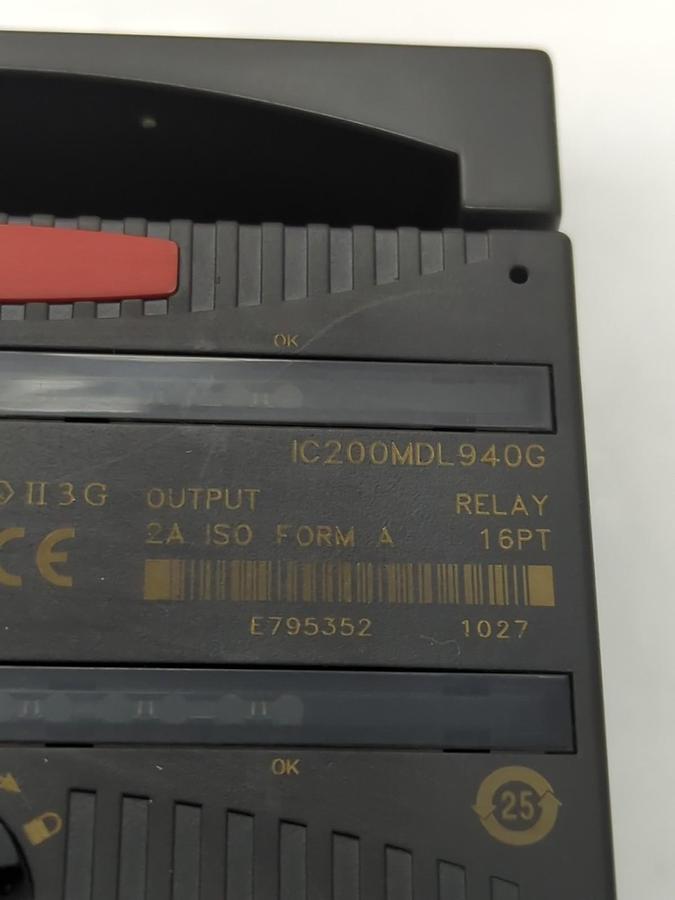 OK
IC200MDL940G
II 3 G OUTPUT RELAY
CE 2A ISO FORM A 16PT
E795352 1027
OK
25